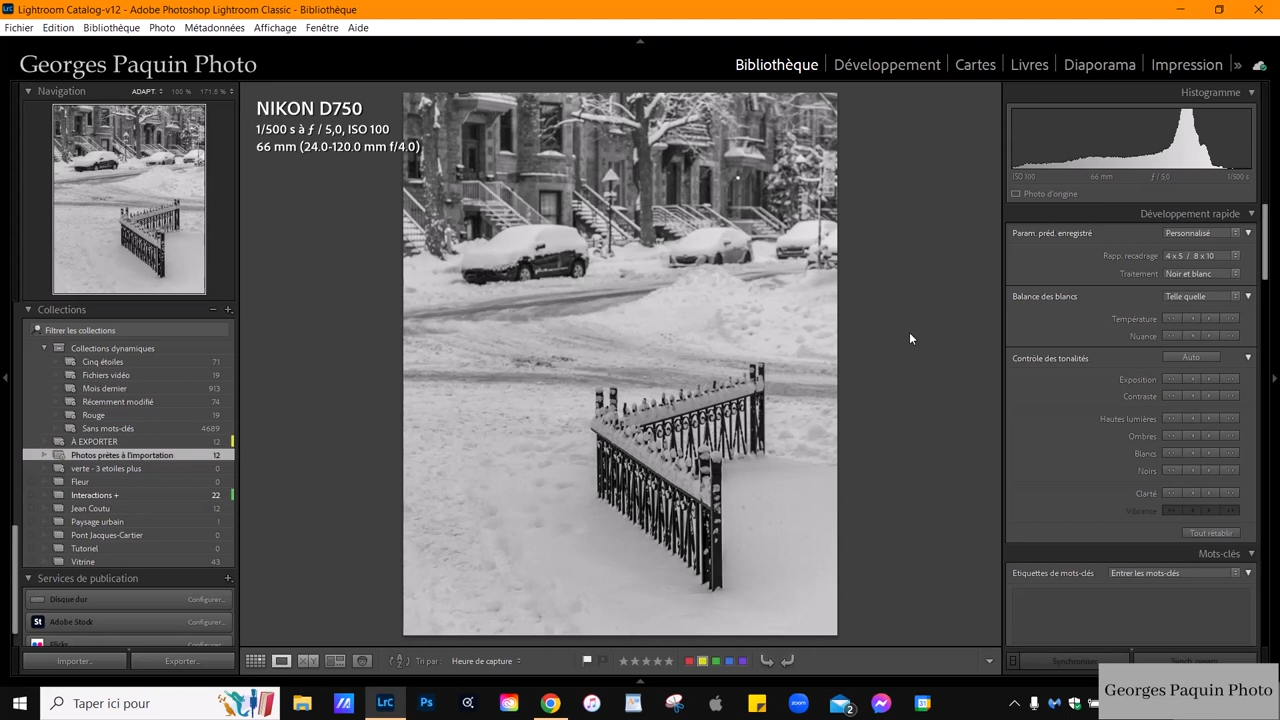 Lightroom Catalog-v12 - Adobe Photoshop Lightroom Classic - Bibliothèque
Fichier Edition Bibliothèque Photo Métadonnées Affichage Fenêtre Aide
Georges Paquin Photo
Bibliothèque Développement Cartes Livres Diaporama Impression
Navigation ADAPT. 100 % 171.5 %
NIKON D750
1/500 s à ƒ / 5,0, ISO 100
66 mm (24.0-120.0 mm f/4.0)
Collections
Filtrer les collections
Collections dynamiques
Cinq étoiles 71
Fichiers vidéo 19
Mois dernier 913
Récemment modifié 74
Rouge 19
Sans mots-clés 4689
À EXPORTER 12
Photos prêtes à l'importation 12
verte - 3 etoiles plus 0
Fleur 0
Interactions + 22
Jean Coutu 12
Paysage urbain 1
Pont Jacques-Cartier 0
Tutoriel 0
Vitrine 43
Services de publication
Disque dur Configurer...
St Adobe Stock Configurer...
Importer... Exporter...
Tri par : Heure de capture
Histogramme
ISO 100 66 mm ƒ / 5,0 1/500 s
Photo d'origine
Développement rapide
Param. préd. enregistré Personnalisé
Rapp. recadrage 4 x 5 / 8 x 10
Traitement Noir et blanc
Balance des blancs Telle quelle
Température
Nuance
Contrôle des tonalités Auto
Exposition
Contraste
Hautes lumières
Ombres
Blancs
Noirs
Clarté
Vibrance
Tout rétablir
Mots-clés
Etiquettes de mots-clés Entrer les mots-clés
Georges Paquin Photo
Taper ici pour
LrC
Ps
zoom
2
31